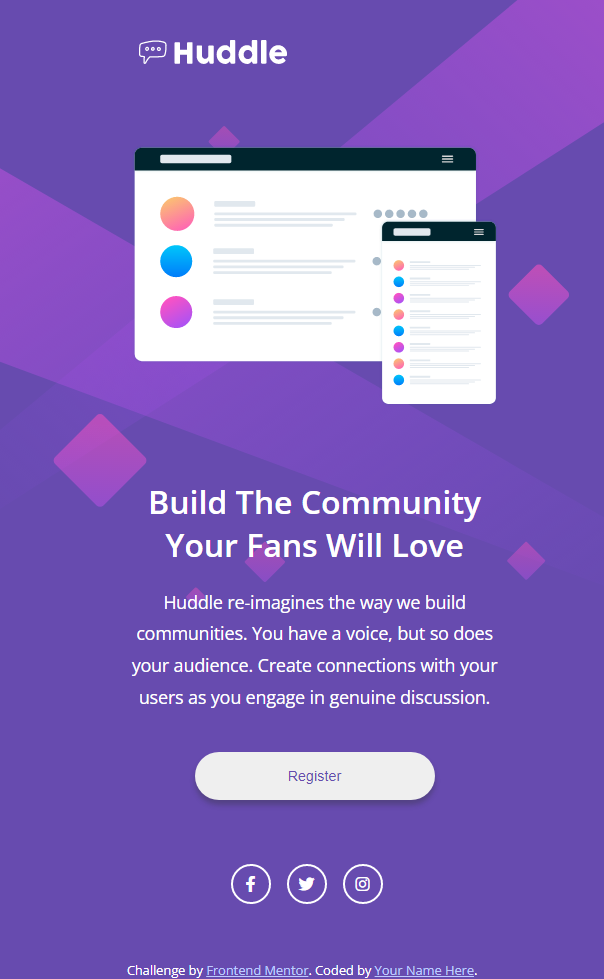 Huddle
Build The Community
Your Fans Will Love
Huddle re-imagines the way we build
communities. You have a voice, but so does
your audience. Create connections with your
users as you engage in genuine discussion.
Register
Challenge by Frontend Mentor. Coded by Your Name Here.